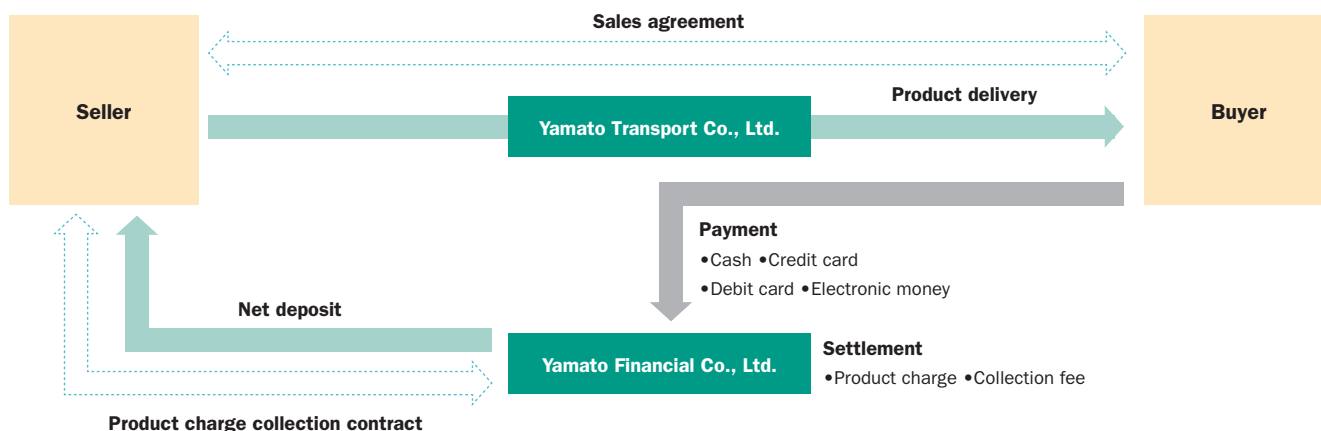 Sales agreement
Seller
Product delivery
Yamato Transport Co., Ltd.
Buyer
Payment
•Cash •Credit card
•Debit card •Electronic money
Net deposit
Yamato Financial Co., Ltd.
Settlement
•Product charge •Collection fee
Product charge collection contract